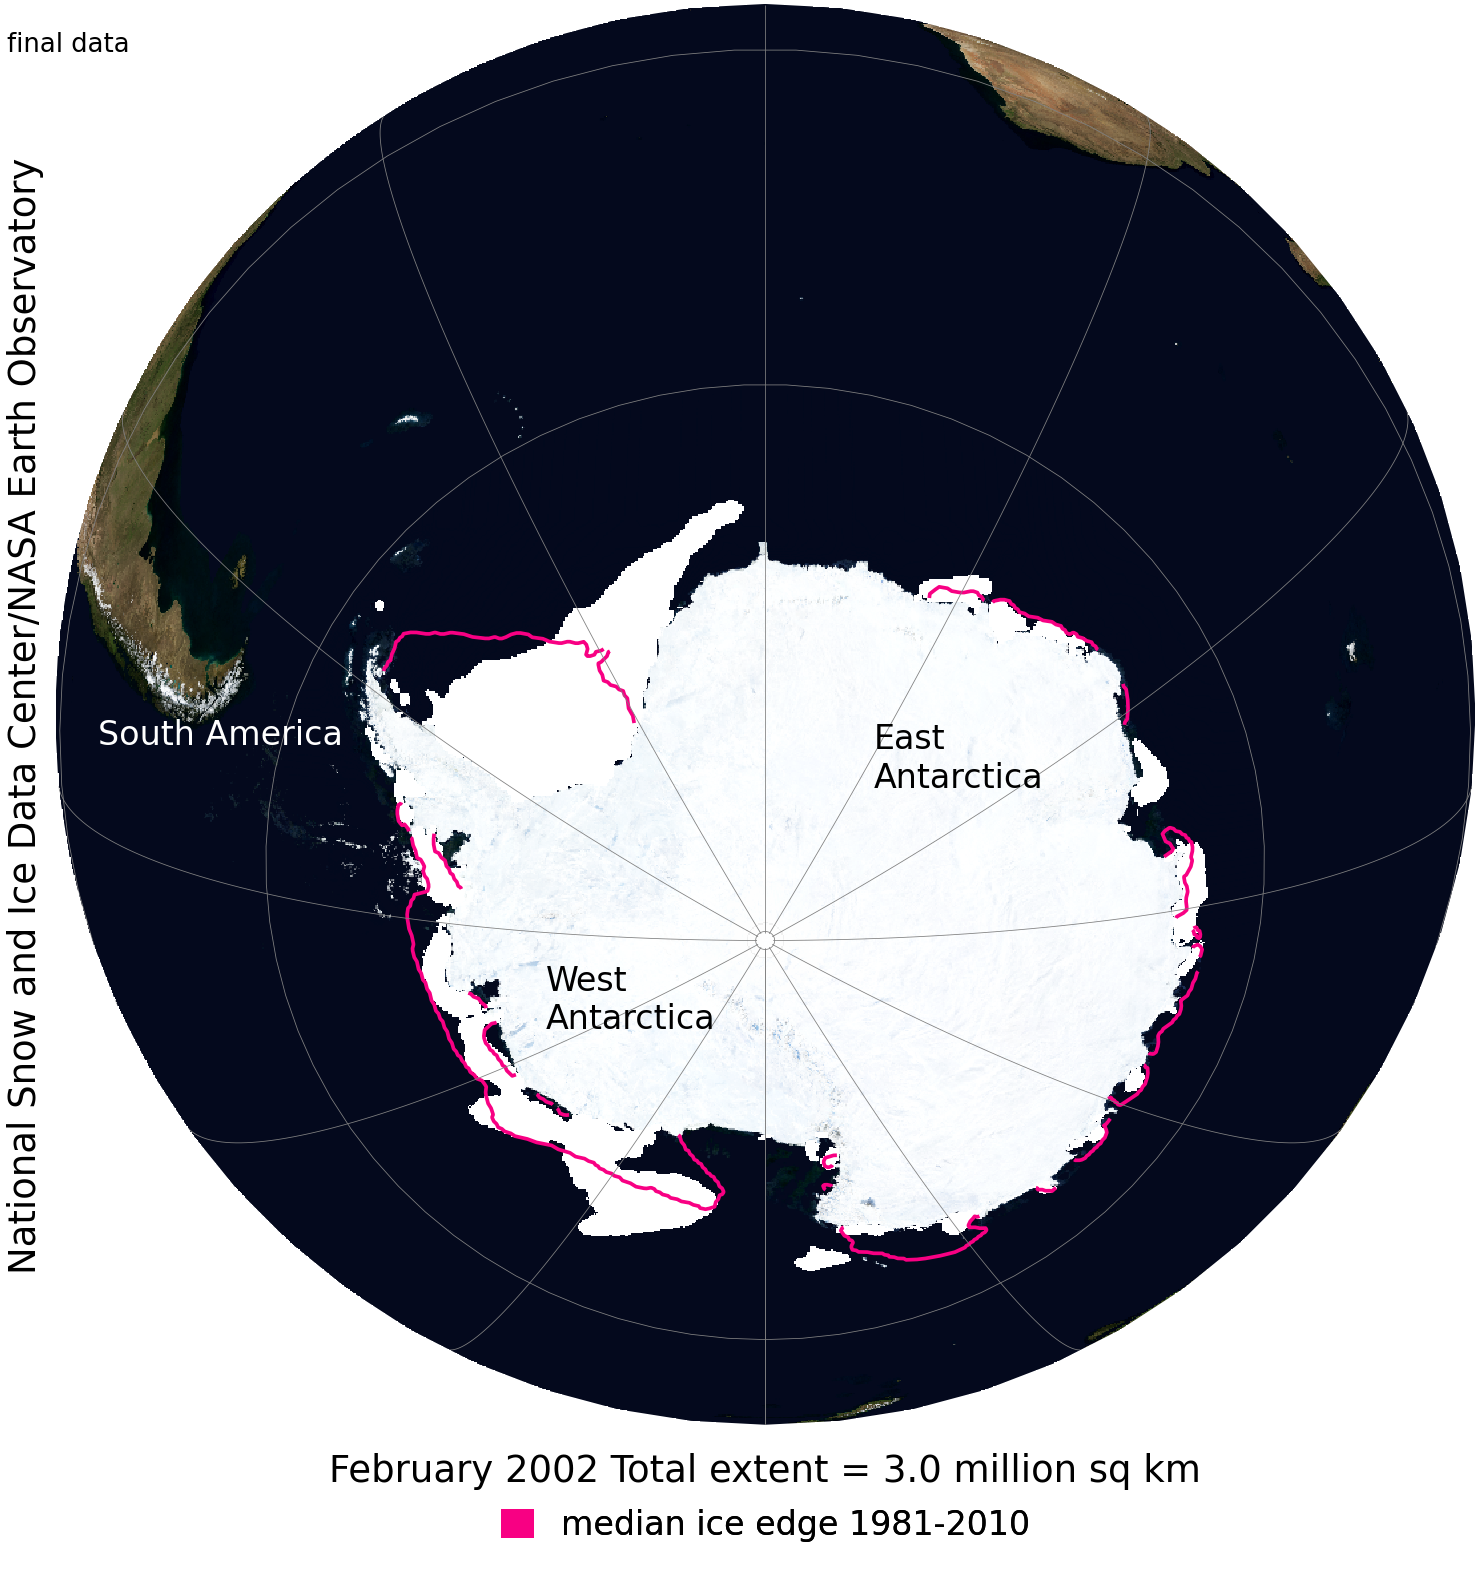 final data
National Snow and Ice Data Center/NASA Earth Observatory
South America
East
Antarctica
West
Antarctica
February 2002 Total extent = 3.0 million sq km
median ice edge 1981-2010